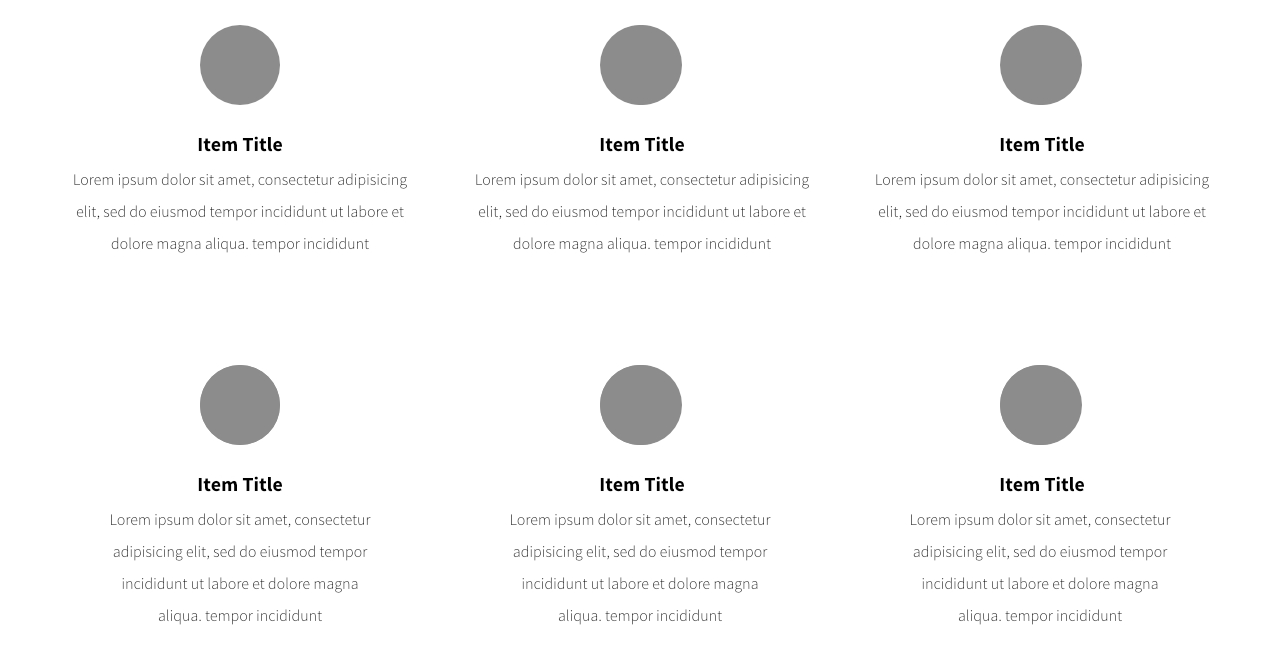 Item Title
Lorem ipsum dolor sit amet, consectetur adipisicing
elit, sed do eiusmod tempor incididunt ut labore et
dolore magna aliqua. tempor incididunt
Item Title
Lorem ipsum dolor sit amet, consectetur adipisicing
elit, sed do eiusmod tempor incididunt ut labore et
dolore magna aliqua. tempor incididunt
Item Title
Lorem ipsum dolor sit amet, consectetur adipisicing
elit, sed do eiusmod tempor incididunt ut labore et
dolore magna aliqua. tempor incididunt
Item Title
Lorem ipsum dolor sit amet, consectetur
adipisicing elit, sed do eiusmod tempor
incididunt ut labore et dolore magna
aliqua. tempor incididunt
Item Title
Lorem ipsum dolor sit amet, consectetur
adipisicing elit, sed do eiusmod tempor
incididunt ut labore et dolore magna
aliqua. tempor incididunt
Item Title
Lorem ipsum dolor sit amet, consectetur
adipisicing elit, sed do eiusmod tempor
incididunt ut labore et dolore magna
aliqua. tempor incididunt